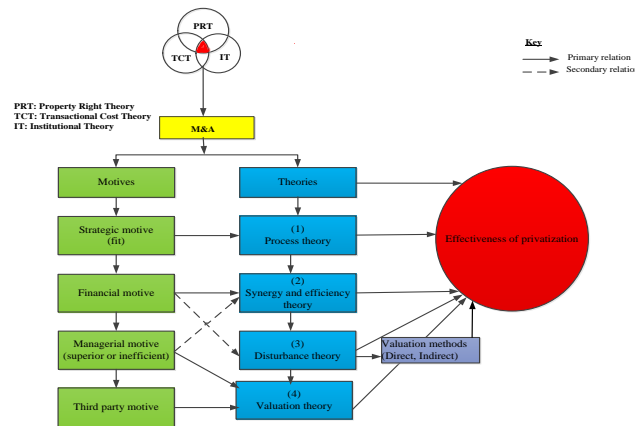 PRT
TCT
IT
Key
Primary relation
Secondary relation
PRT: Property Right Theory
TCT: Transactional Cost Theory
IT: Institutional Theory
M&A
Motives
Theories
Strategic motive
(fit)
(1)
Process theory
Effectiveness of privatization
Financial motive
(2)
Synergy and efficiency
theory
Managerial motive
(superior or inefficient)
(3)
Disturbance theory
Valuation methods
(Direct, Indirect)
Third party motive
(4)
Valuation theory